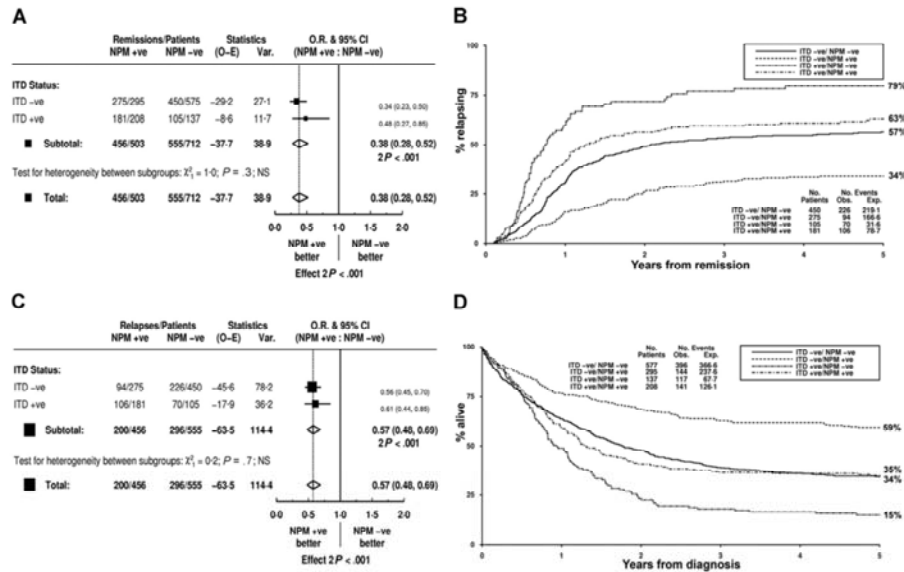 A
Remissions/Patients Statistics O.R. & 95% CI
NPM +ve NPM −ve (O−E) Var. (NPM +ve : NPM −ve)
ITD Status:
ITD −ve 275/295 450/575 −29·2 27·1 0.34 (0.23, 0.50)
ITD +ve 181/208 105/137 −8·6 11·7 0.48 (0.27, 0.85)
Subtotal: 456/503 555/712 −37·7 38·9 0.38 (0.28, 0.52)
2P < .001
Test for heterogeneity between subgroups: χ²₁ = 1·0; P = .3; NS
Total: 456/503 555/712 −37·7 38·9 0.38 (0.28, 0.52)
0·0 0·5 1·0 1·5 2·0
NPM +ve NPM −ve
better better
Effect 2P < .001
B
% relapsing
100
75
50
25
0
ITD −ve/ NPM −ve
ITD −ve/NPM +ve
ITD +ve/NPM −ve
ITD +ve/NPM +ve
79%
63%
57%
34%
No. No. Events
Patients Obs. Exp.
ITD −ve/ NPM −ve 450 226 219·1
ITD −ve/NPM +ve 275 94 166·6
ITD +ve/NPM −ve 105 70 31·6
ITD +ve/NPM +ve 181 106 78·7
0 1 2 3 4 5
Years from remission
C
Relapses/Patients Statistics O.R. & 95% CI
NPM +ve NPM −ve (O−E) Var. (NPM +ve : NPM −ve)
ITD Status:
ITD −ve 94/275 226/450 −45·6 78·2 0.56 (0.45, 0.70)
ITD +ve 106/181 70/105 −17·9 36·2 0.61 (0.44, 0.85)
Subtotal: 200/456 296/555 −63·5 114·4 0.57 (0.48, 0.69)
2P < .001
Test for heterogeneity between subgroups: χ²₁ = 0·2; P = .7; NS
Total: 200/456 296/555 −63·5 114·4 0.57 (0.48, 0.69)
0·0 0·5 1·0 1·5 2·0
NPM +ve NPM −ve
better better
Effect 2P < .001
D
% alive
100
75
50
25
0
No. No. Events
Patients Obs. Exp.
ITD −ve/ NPM −ve 577 396 366·6
ITD −ve/NPM +ve 295 144 237·6
ITD +ve/NPM −ve 137 117 67·7
ITD +ve/NPM +ve 208 141 126·1
ITD −ve/ NPM −ve
ITD −ve/NPM +ve
ITD +ve/NPM −ve
ITD +ve/NPM +ve
59%
35%
34%
15%
0 1 2 3 4 5
Years from diagnosis